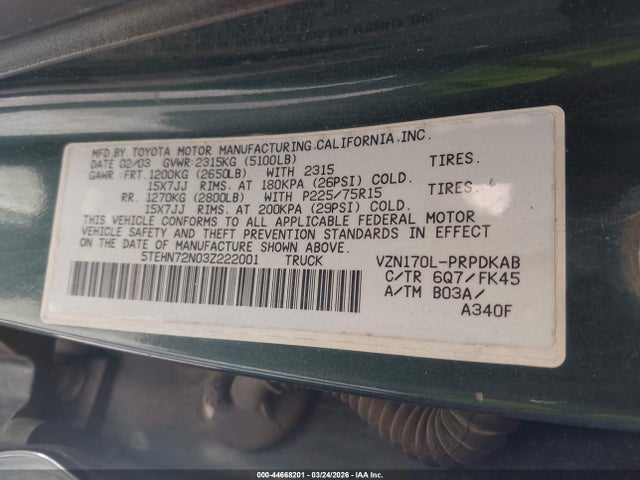 MFD. BY TOYOTA MOTOR MANUFACTURING.CALIFORNIA.INC.
DATE 02/03 GVWR:2315KG (5100LB)
GAWR :FRT.1200KG (2650LB) WITH 2315 TIRES.
15X7JJ RIMS. AT 180KPA (26PSI) COLD.
RR. 1270KG (2800LB) WITH P225/75R15 TIRES.
15X7JJ RIMS. AT 200KPA (29PSI) COLD.
THIS VEHICLE CONFORMS TO ALL APPLICABLE FEDERAL MOTOR
VEHICLE SAFETY AND THEFT PREVENTION STANDARDS IN EFFECT
ON THE DATE OF MANUFACTURE SHOWN ABOVE.
5TEHN72N03Z222001 TRUCK VZN170L-PRPDKAB
C/TR 6Q7/FK45
A/TM B03A/
A340F
000-44668201 - 03/24/2026 - IAA Inc.